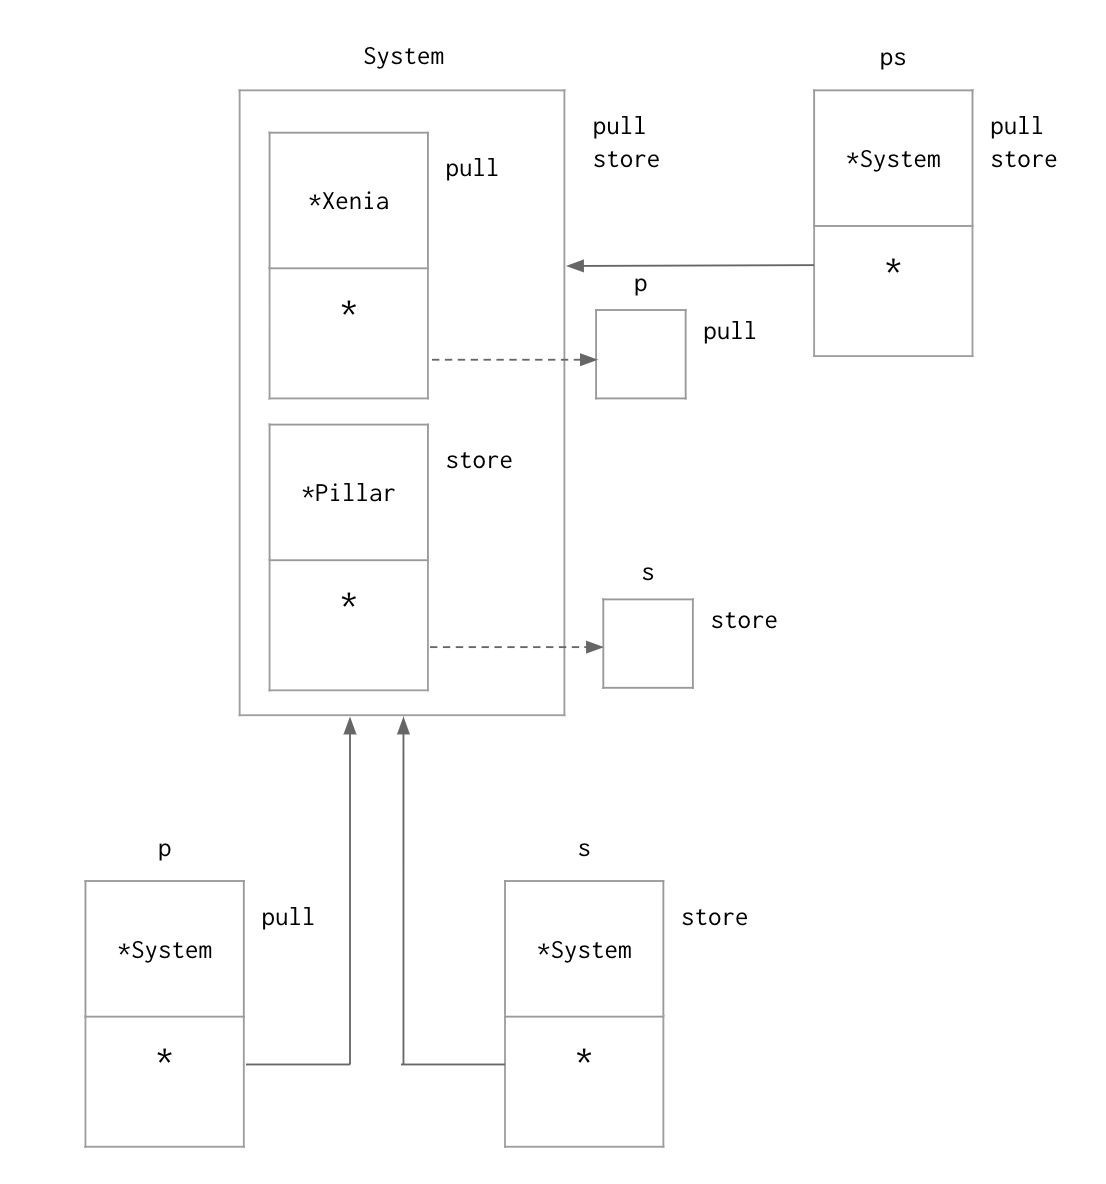 System
ps
pull
store
*System
pull
store
*Xenia
pull
*
*
p
pull
*Pillar
store
*
s
store
p
*System
pull
*
s
*System
store
*